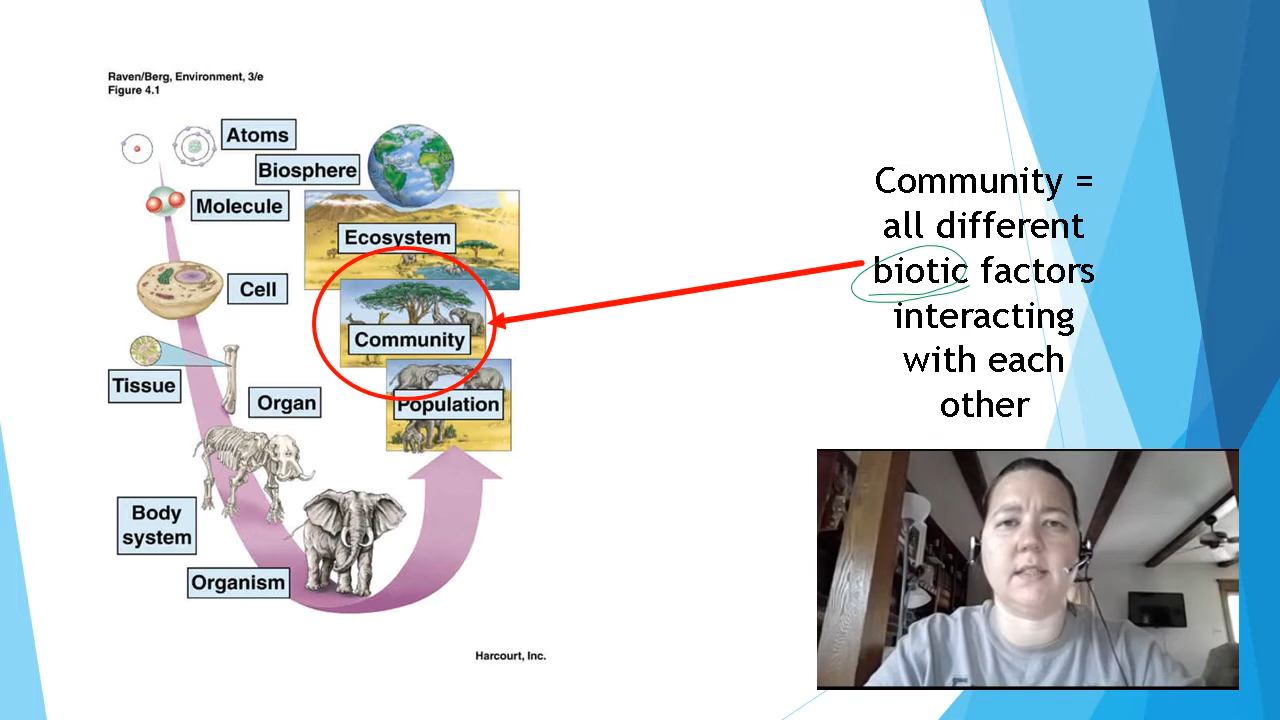 Raven/Berg, Environment, 3/e
Figure 4.1
Atoms
Biosphere
Molecule
Ecosystem
Cell
Community
Tissue
Organ
Population
Body
system
Organism
Harcourt, Inc.
Community =
all different
biotic factors
interacting
with each
other